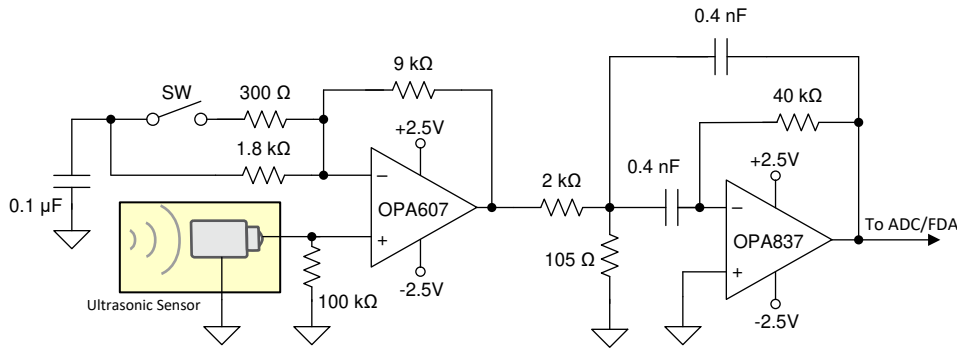 0.4 nF
9 kΩ
SW
300 Ω
40 kΩ
+2.5V
1.8 kΩ
+2.5V
0.4 nF
−
2 kΩ
0.1 µF
OPA607
−
OPA837
To ADC/FDA
+
105 Ω
+
-2.5V
100 kΩ
Ultrasonic Sensor
-2.5V